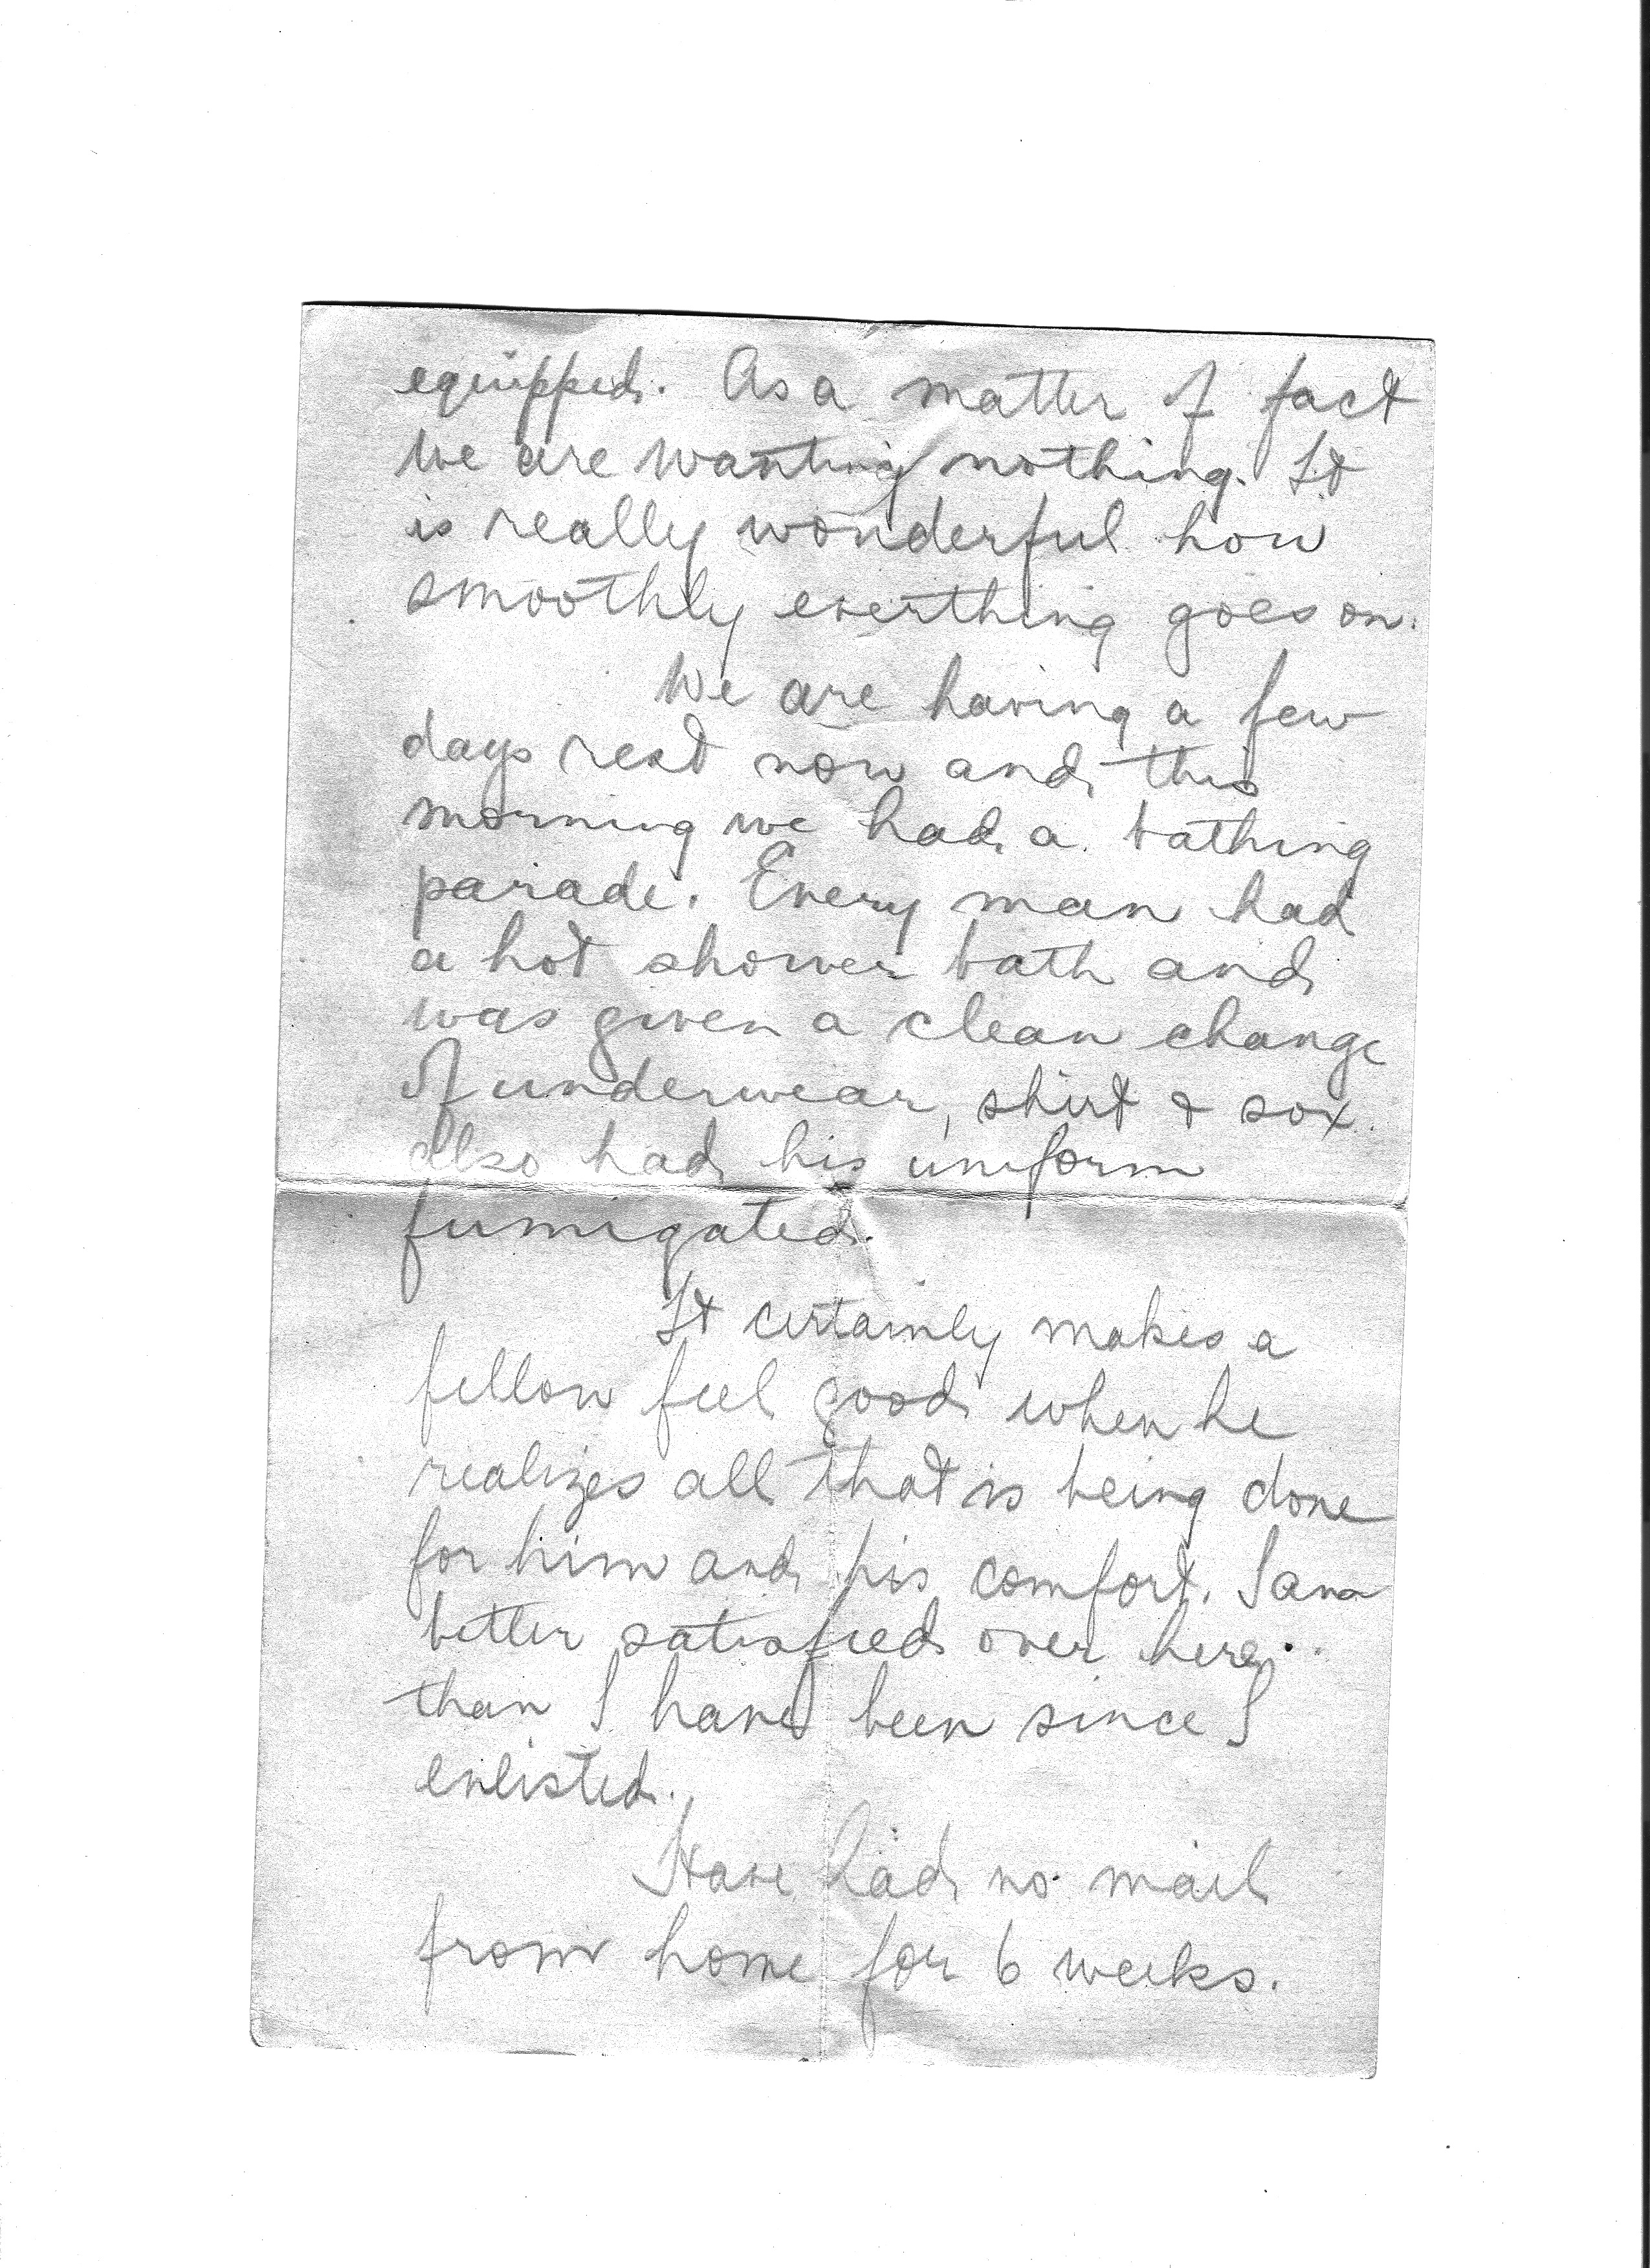 equipped. As a matter of fact
we are wanting nothing. It
is really wonderful how
smoothly everthing goes on.
We are having a few
days rest now and this
morning we had a bathing
parade. Every man had
a hot shower bath and
was given a clean change
of underwear, shirt & sox.
also had his uniform
fumigated.
It certainly makes a
fellow feel good when he
realizes all that is being done
for him and his comfort. I am
better satisfied over here
than I have been since I
enlisted.
Have had no mail
from home for 6 weeks.